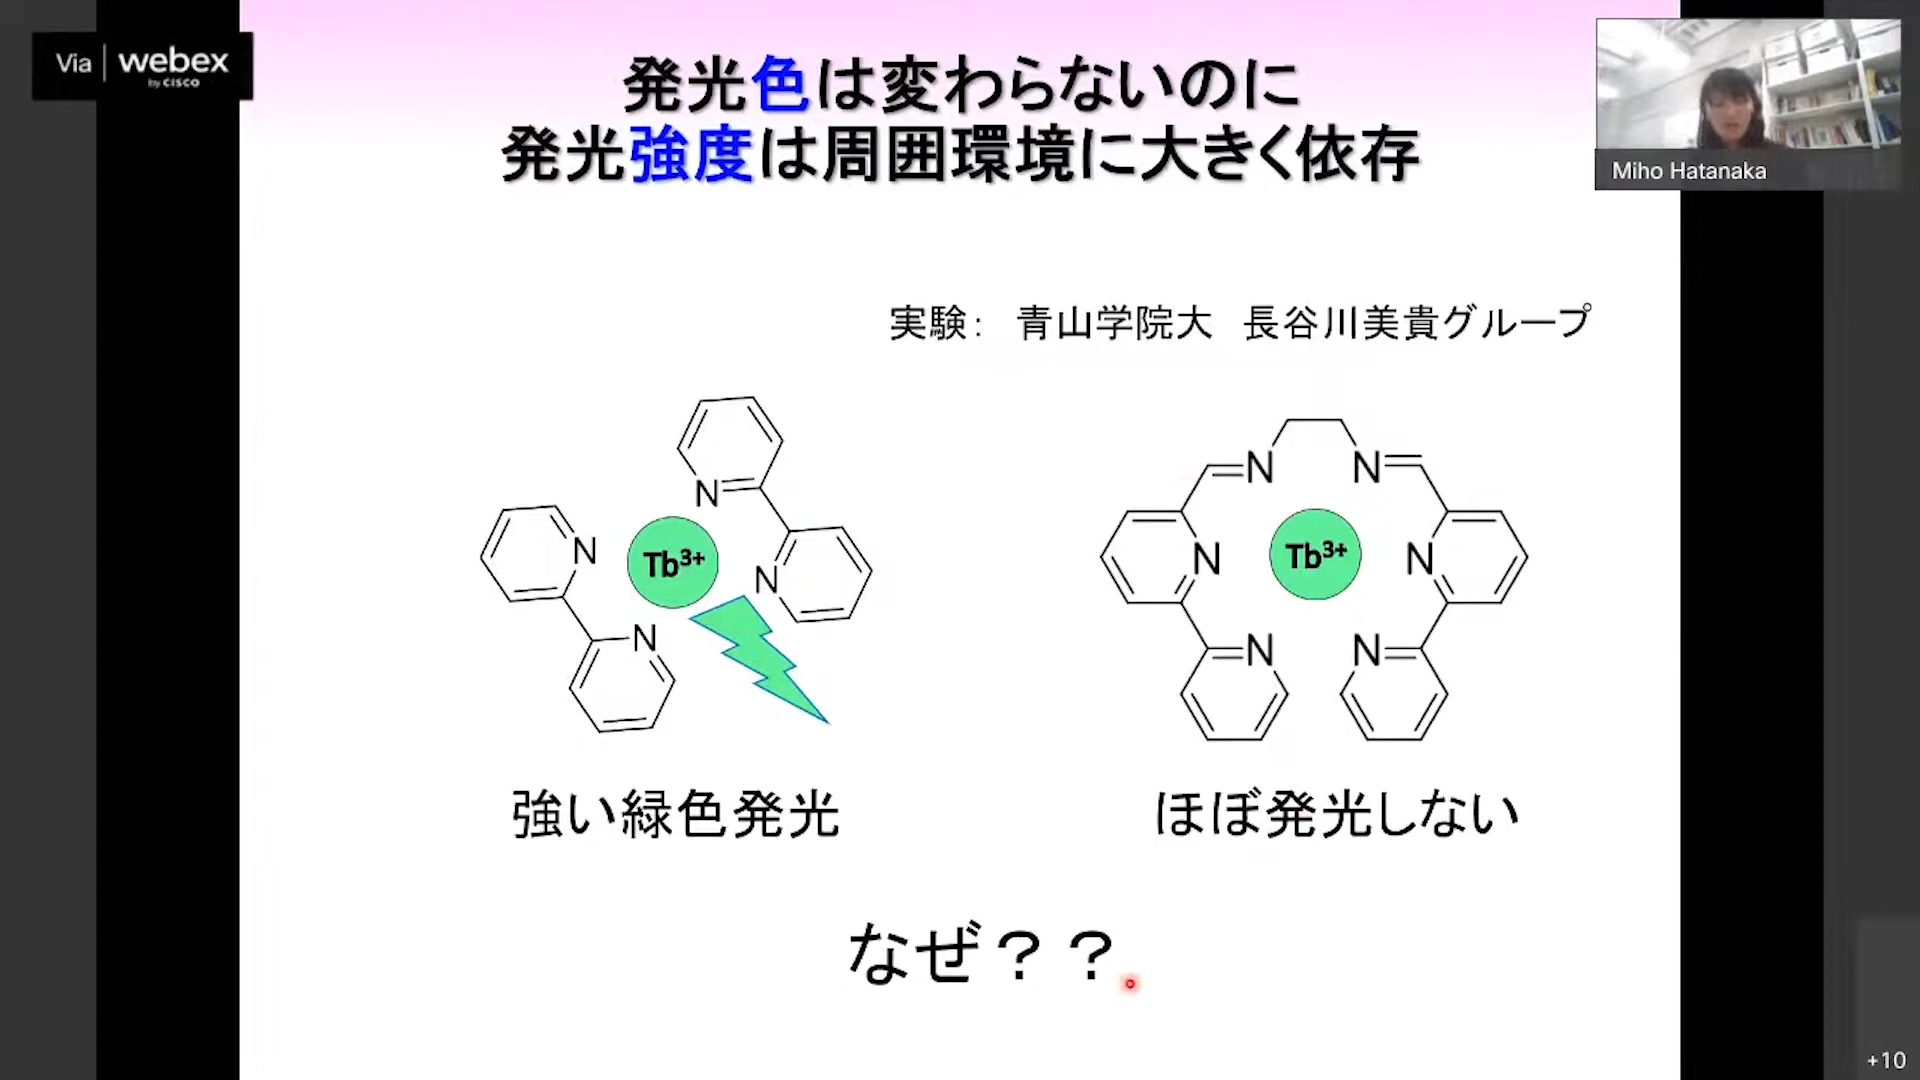 Via webex
by CISCO
発光色は変わらないのに
発光強度は周囲環境に大きく依存
Miho Hatanaka
実験： 青山学院大 長谷川美貴グループ
N
N
N
N
Tb³⁺
N
N
N
N
N
N
Tb³⁺
強い緑色発光
ほぼ発光しない
なぜ？？
+10